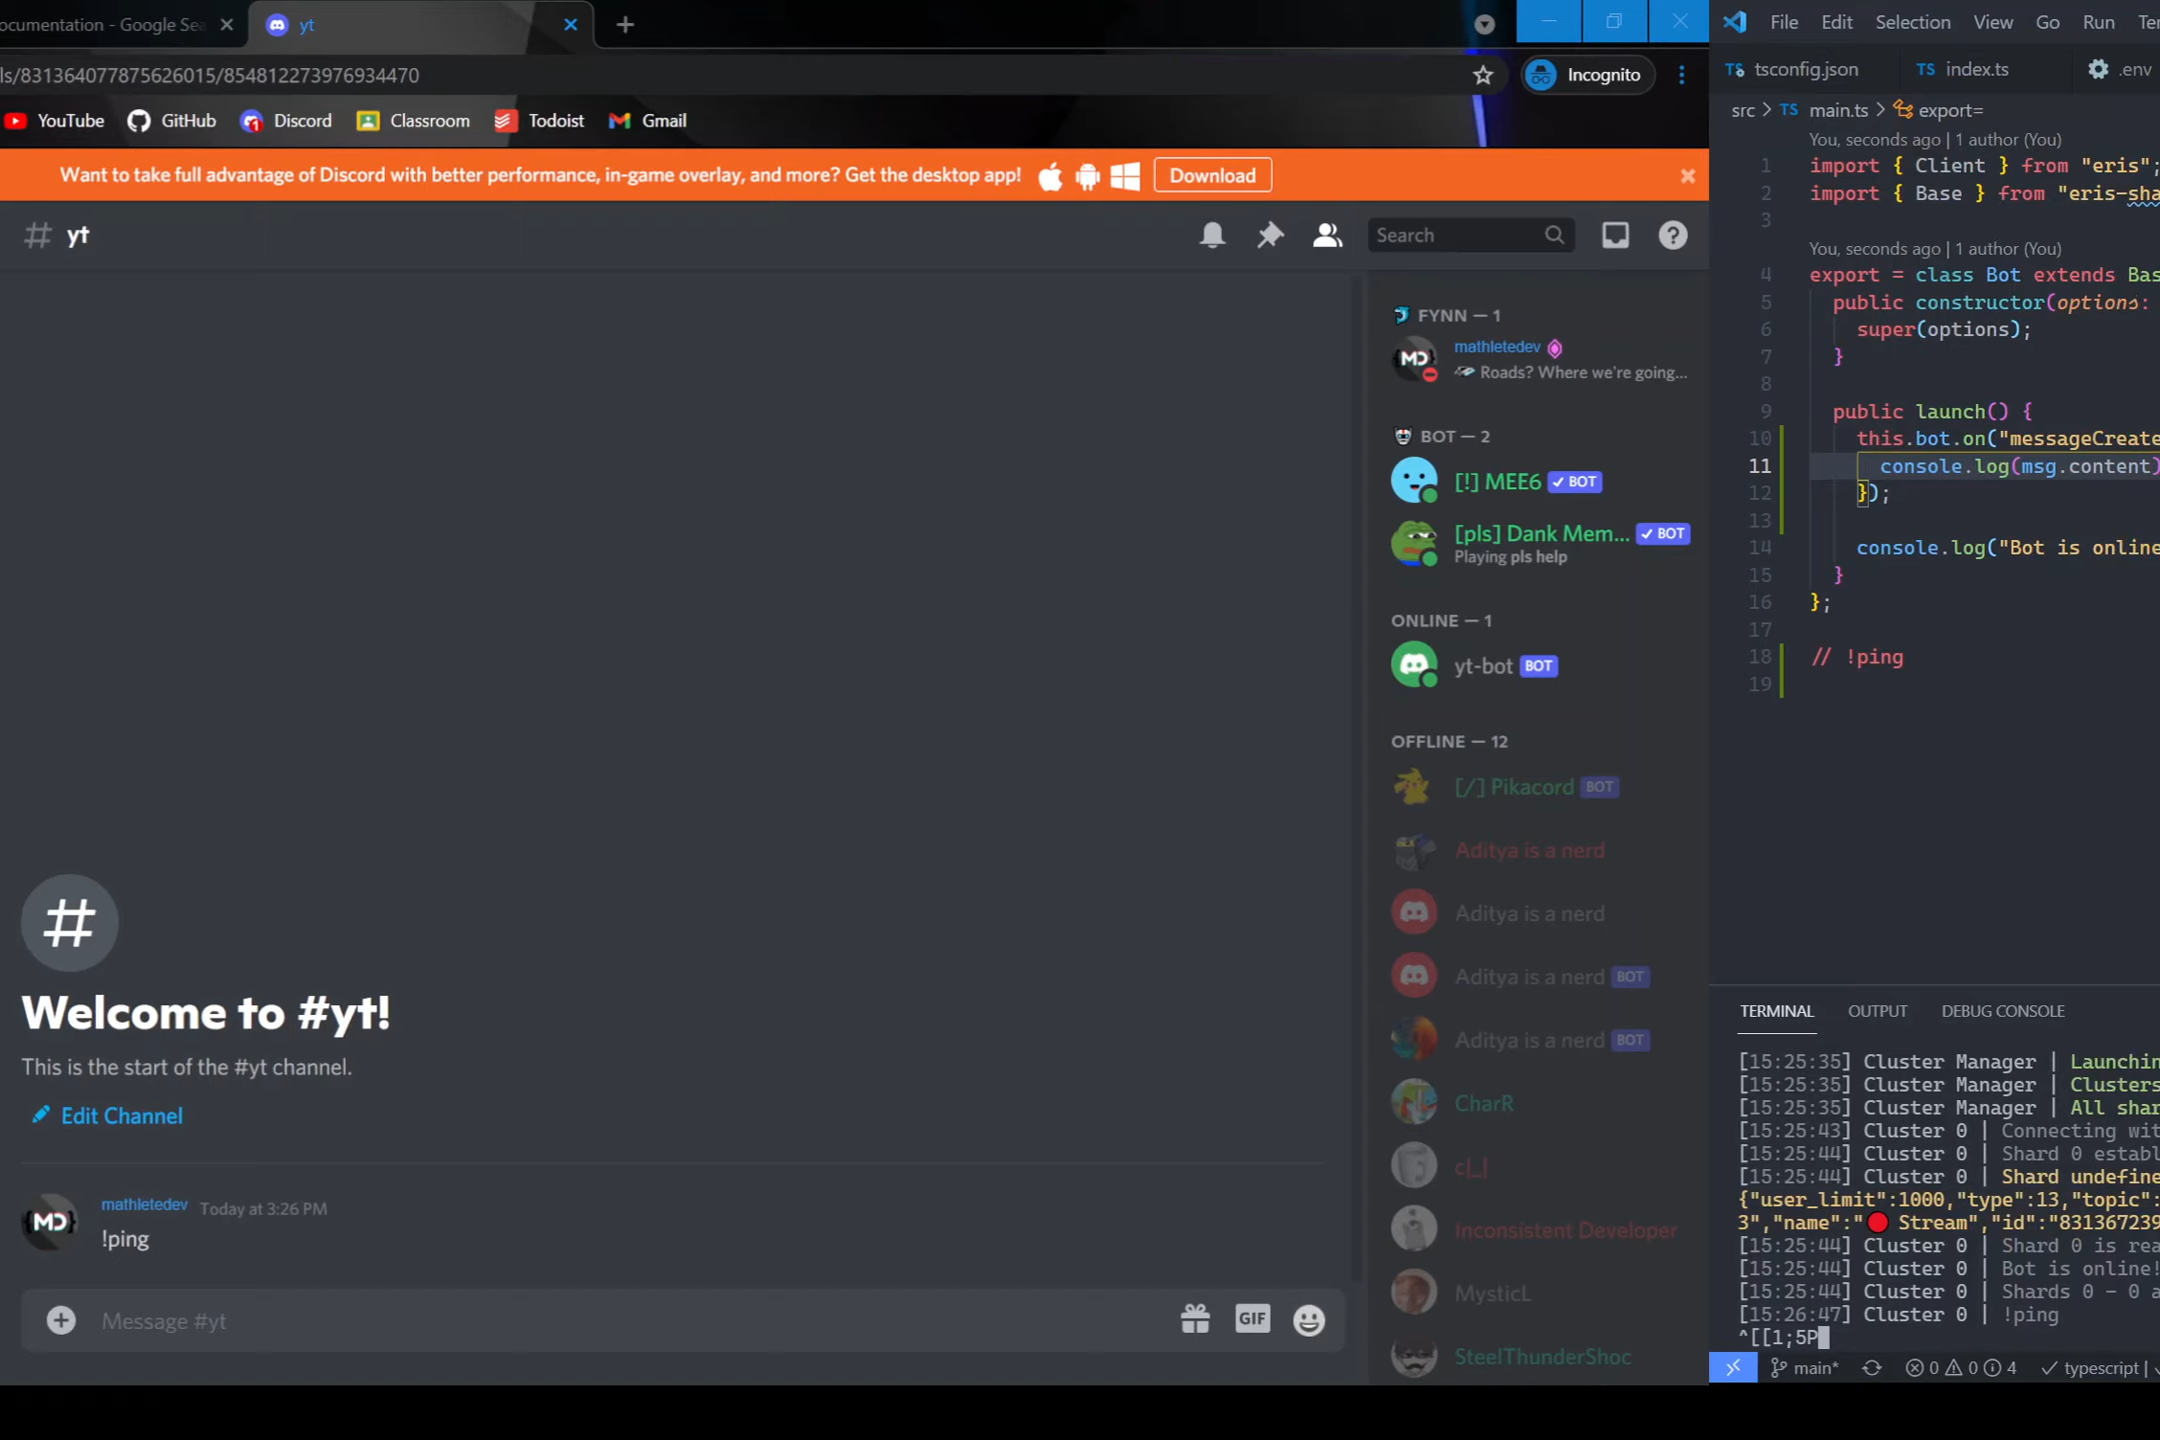 ocumentation - Google Sea
yt
ls/831364077875626015/854812273976934470
Incognito
YouTube
GitHub
Discord
Classroom
Todoist
Gmail
Want to take full advantage of Discord with better performance, in-game overlay, and more? Get the desktop app!
Download
# yt
Search
FYNN — 1
mathletedev
Roads? Where we're going...
BOT — 2
[!] MEE6 ✓ BOT
[pls] Dank Mem... ✓ BOT
Playing pls help
ONLINE — 1
yt-bot BOT
OFFLINE — 12
[/] Pikacord BOT
Aditya is a nerd
Aditya is a nerd
Aditya is a nerd BOT
Aditya is a nerd BOT
CharR
c|_|
Inconsistent Developer
MysticL
SteelThunderShoc
#
Welcome to #yt!
This is the start of the #yt channel.
Edit Channel
MD
mathletedev Today at 3:26 PM
!ping
Message #yt
GIF
File Edit Selection View Go Run Te
TS tsconfig.json
TS index.ts
.env
src > TS main.ts > export=
You, seconds ago | 1 author (You)
1 import { Client } from "eris";
2 import { Base } from "eris-sha
3
You, seconds ago | 1 author (You)
4 export = class Bot extends Bas
5 public constructor(options:
6 super(options);
7 }
8
9 public launch() {
10 this.bot.on("messageCreate
11 console.log(msg.content)
12 });
13
14 console.log("Bot is online
15 }
16 };
17
18 // !ping
19
TERMINAL OUTPUT DEBUG CONSOLE
[15:25:35] Cluster Manager | Launchin
[15:25:35] Cluster Manager | Clusters
[15:25:35] Cluster Manager | All shar
[15:25:43] Cluster 0 | Connecting wit
[15:25:44] Cluster 0 | Shard 0 establ
[15:25:44] Cluster 0 | Shard undefine
{"user_limit":1000,"type":13,"topic":
3","name":"🔴 Stream","id":"831367239
[15:25:44] Cluster 0 | Shard 0 is rea
[15:25:44] Cluster 0 | Bot is online!
[15:25:44] Cluster 0 | Shards 0 - 0 a
[15:26:47] Cluster 0 | !ping
^[[1;5P
main* 0 0 4 ✓ typescript |